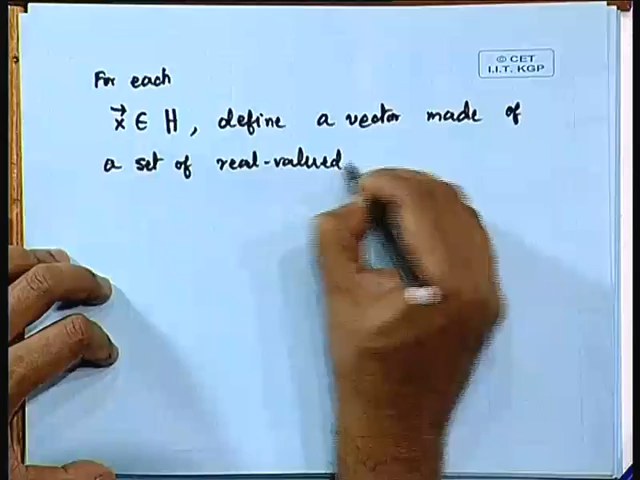 For each
© CET
I.I.T. KGP
x⃗ ∈ H, define a vector made of
a set of real-valued